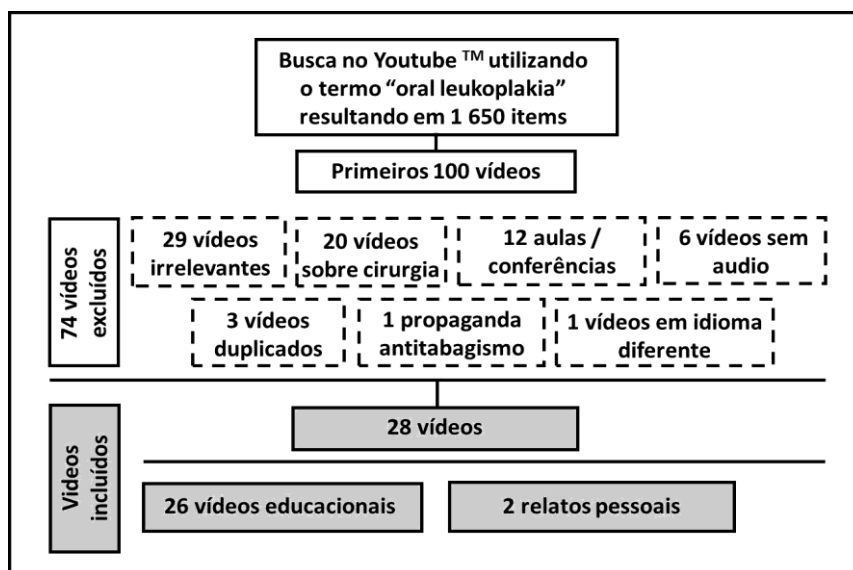 Busca no Youtube ™ utilizando
o termo “oral leukoplakia”
resultando em 1 650 items
Primeiros 100 vídeos
74 vídeos
excluídos
29 vídeos
irrelevantes
20 vídeos
sobre cirurgia
12 aulas /
conferências
6 vídeos sem
audio
3 vídeos
duplicados
1 propaganda
antitabagismo
1 vídeos em idioma
diferente
28 vídeos
Videos
incluídos
26 vídeos educacionais
2 relatos pessoais